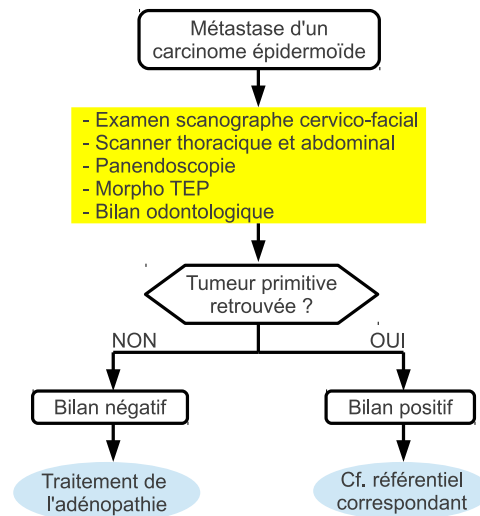 Métastase d'un
carcinome épidermoïde
- Examen scanographe cervico-facial
- Scanner thoracique et abdominal
- Panendoscopie
- Morpho TEP
- Bilan odontologique
Tumeur primitive
retrouvée ?
NON
OUI
Bilan négatif
Bilan positif
Traitement de
l'adénopathie
Cf. référentiel
correspondant